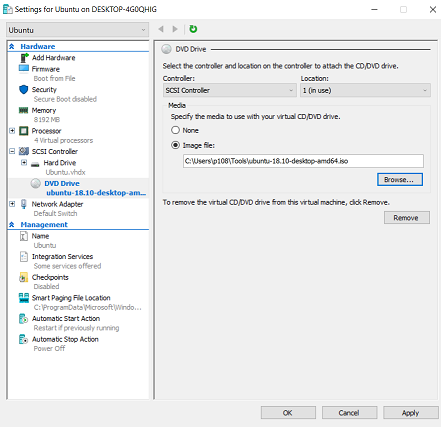 Settings for Ubuntu on DESKTOP-4G0QHIG
Ubuntu
Hardware
Add Hardware
Firmware
Boot from File
Security
Secure Boot disabled
Memory
8192 MB
Processor
4 Virtual processors
SCSI Controller
Hard Drive
Ubuntu.vhdx
DVD Drive
ubuntu-18.10-desktop-am...
Network Adapter
Default Switch
Management
Name
Ubuntu
Integration Services
Some services offered
Checkpoints
Disabled
Smart Paging File Location
C:\ProgramData\Microsoft\Windo...
Automatic Start Action
Restart if previously running
Automatic Stop Action
Power Off
DVD Drive
Select the controller and location on the controller to attach the CD/DVD drive.
Controller: Location:
SCSI Controller 1 (in use)
Media
Specify the media to use with your virtual CD/DVD drive.
None
Image file:
C:\Users\p108\Tools\ubuntu-18.10-desktop-amd64.iso
Browse...
To remove the virtual CD/DVD drive from this virtual machine, click Remove.
Remove
OK Cancel Apply